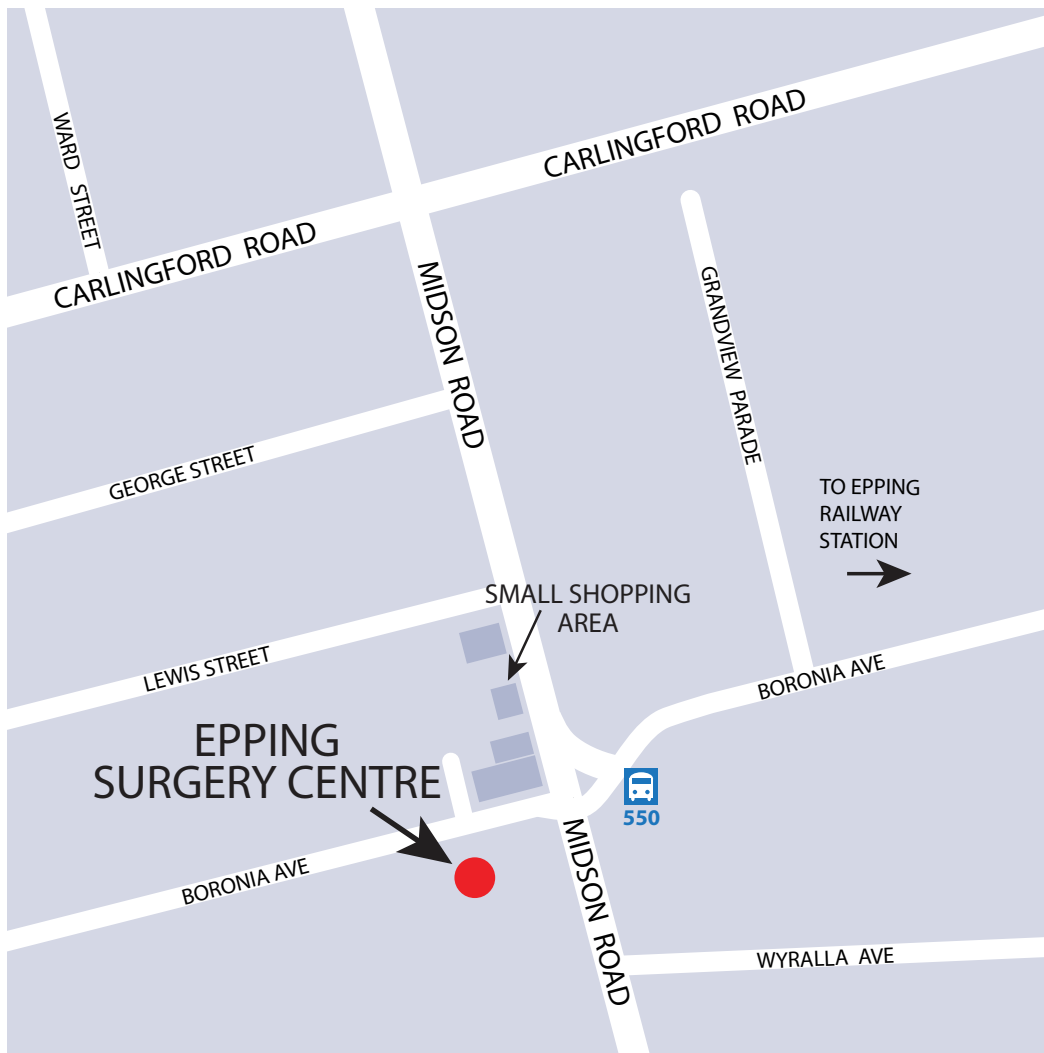 WARD STREET
CARLINGFORD ROAD
CARLINGFORD ROAD
MIDSON ROAD
GRANDVIEW PARADE
GEORGE STREET
TO EPPING
RAILWAY
STATION
SMALL SHOPPING
AREA
LEWIS STREET
BORONIA AVE
EPPING
SURGERY CENTRE
550
MIDSON ROAD
BORONIA AVE
WYRALLA AVE